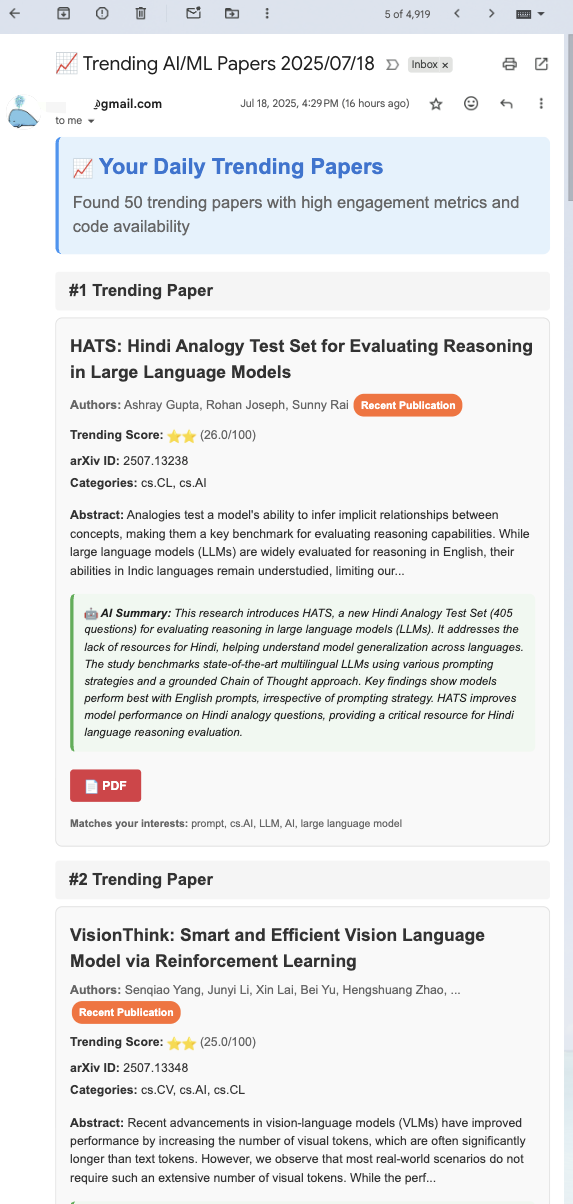 5 of 4,919
Trending AI/ML Papers 2025/07/18 Inbox ×
@gmail.com Jul 18, 2025, 4:29 PM (16 hours ago)
to me
Your Daily Trending Papers
Found 50 trending papers with high engagement metrics and
code availability
#1 Trending Paper
HATS: Hindi Analogy Test Set for Evaluating Reasoning
in Large Language Models
Authors: Ashray Gupta, Rohan Joseph, Sunny Rai Recent Publication
Trending Score: ⭐⭐ (26.0/100)
arXiv ID: 2507.13238
Categories: cs.CL, cs.AI
Abstract: Analogies test a model's ability to infer implicit relationships between
concepts, making them a key benchmark for evaluating reasoning capabilities. While
large language models (LLMs) are widely evaluated for reasoning in English, their
abilities in Indic languages remain understudied, limiting our...
AI Summary: This research introduces HATS, a new Hindi Analogy Test Set (405
questions) for evaluating reasoning in large language models (LLMs). It addresses the
lack of resources for Hindi, helping understand model generalization across languages.
The study benchmarks state-of-the-art multilingual LLMs using various prompting
strategies and a grounded Chain of Thought approach. Key findings show models
perform best with English prompts, irrespective of prompting strategy. HATS improves
model performance on Hindi analogy questions, providing a critical resource for Hindi
language reasoning evaluation.
PDF
Matches your interests: prompt, cs.AI, LLM, AI, large language model
#2 Trending Paper
VisionThink: Smart and Efficient Vision Language
Model via Reinforcement Learning
Authors: Senqiao Yang, Junyi Li, Xin Lai, Bei Yu, Hengshuang Zhao, ...
Recent Publication
Trending Score: ⭐⭐ (25.0/100)
arXiv ID: 2507.13348
Categories: cs.CV, cs.AI, cs.CL
Abstract: Recent advancements in vision-language models (VLMs) have improved
performance by increasing the number of visual tokens, which are often significantly
longer than text tokens. However, we observe that most real-world scenarios do not
require such an extensive number of visual tokens. While the perf...